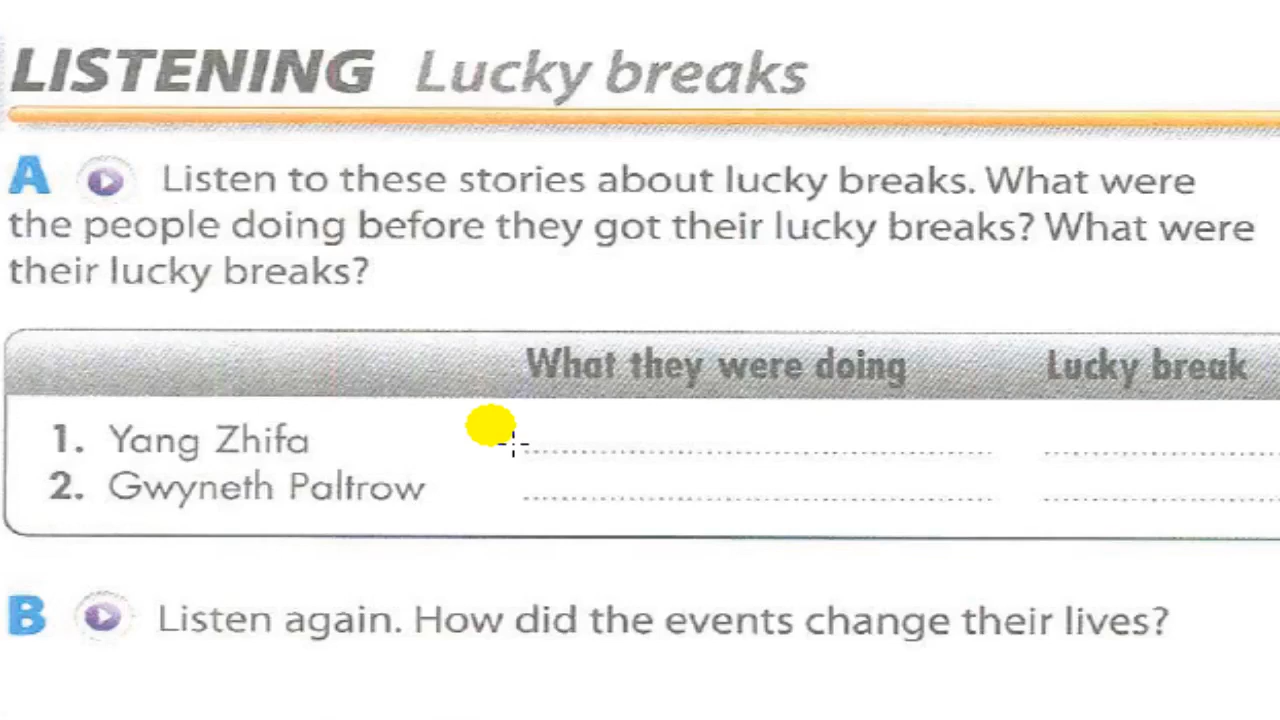 LISTENING Lucky breaks
A Listen to these stories about lucky breaks. What were
the people doing before they got their lucky breaks? What were
their lucky breaks?
What they were doing Lucky break
1. Yang Zhifa
2. Gwyneth Paltrow
B Listen again. How did the events change their lives?